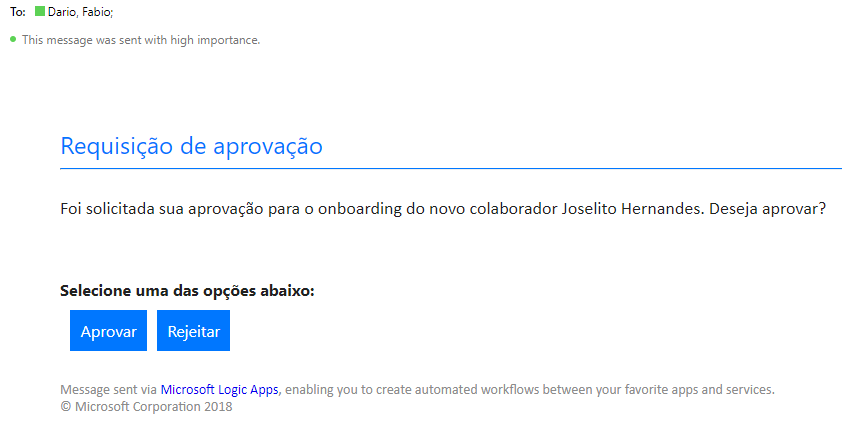 To: Dario, Fabio;
This message was sent with high importance.
Requisição de aprovação
Foi solicitada sua aprovação para o onboarding do novo colaborador Joselito Hernandes. Deseja aprovar?
Selecione uma das opções abaixo:
Aprovar Rejeitar
Message sent via Microsoft Logic Apps, enabling you to create automated workflows between your favorite apps and services.
© Microsoft Corporation 2018